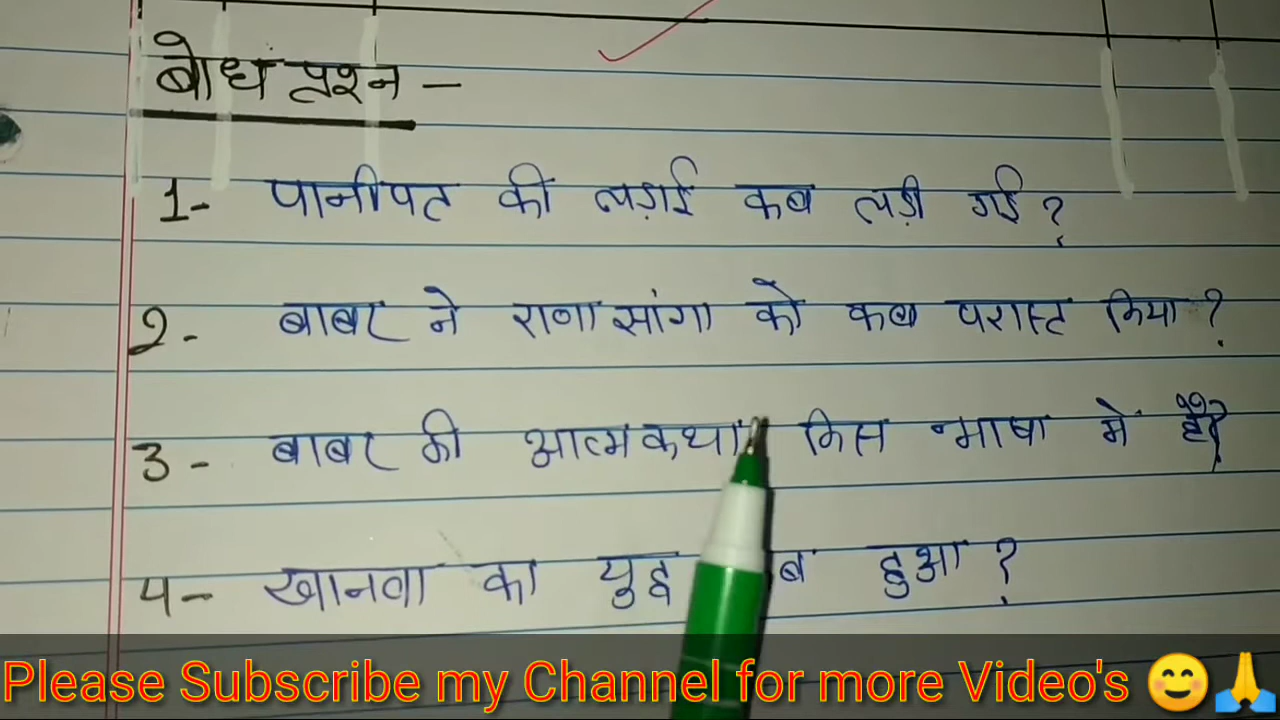 बोध प्रश्न -
1- पानीपत की लड़ाई कब लड़ी गई ?
2- बाबर ने राणा सांगा को कब परास्ट किया ?
3- बाबर की आत्मकथा किस भाषा में है?
4- खानवा का युद्ध ब हुआ ?
Please Subscribe my Channel for more Video's 😊🙏